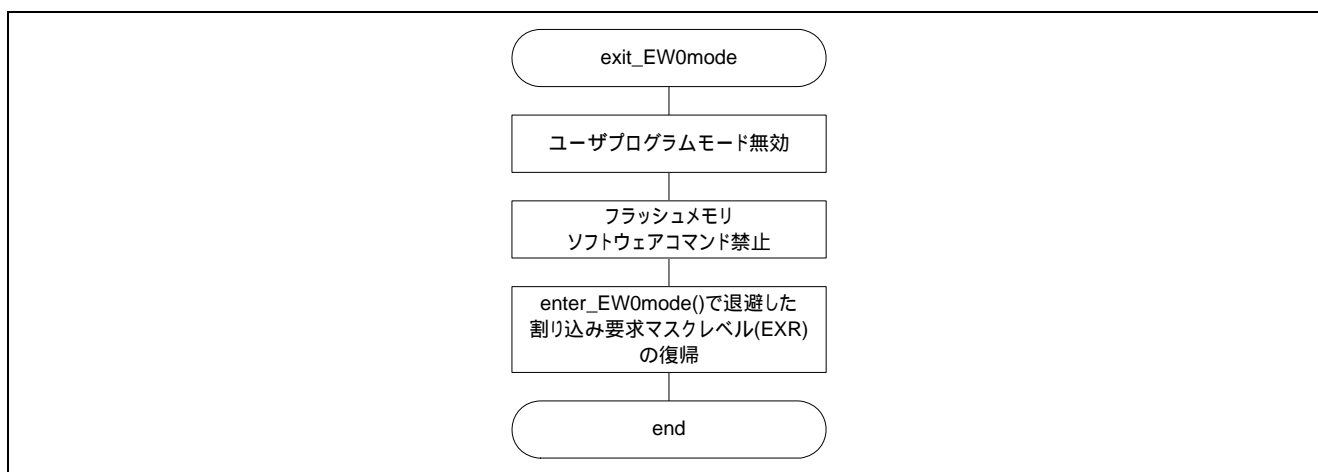 exit_EW0mode
ユーザプログラムモード無効
フラッシュメモリ
ソフトウェアコマンド禁止
enter_EW0mode()で退避した
割り込み要求マスクレベル(EXR)
の復帰
end